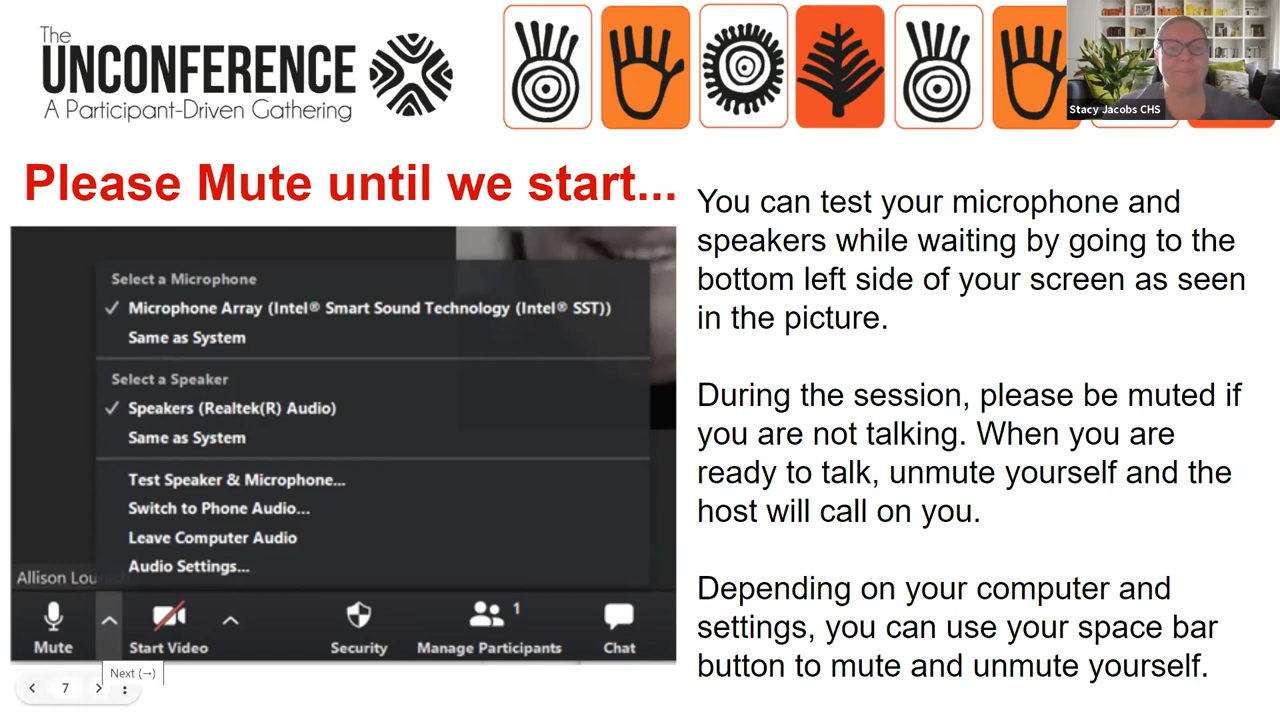 The
UNCONFERENCE
A Participant-Driven Gathering
Stacy Jacobs CHS
Please Mute until we start...
Select a Microphone
✓ Microphone Array (Intel® Smart Sound Technology (Intel® SST))
Same as System
Select a Speaker
✓ Speakers (Realtek(R) Audio)
Same as System
Test Speaker & Microphone...
Switch to Phone Audio...
Leave Computer Audio
Audio Settings...
Allison
Mute
Start Video
Security
1
Manage Participants
Chat
Next (→)
7
You can test your microphone and
speakers while waiting by going to the
bottom left side of your screen as seen
in the picture.
During the session, please be muted if
you are not talking. When you are
ready to talk, unmute yourself and the
host will call on you.
Depending on your computer and
settings, you can use your space bar
button to mute and unmute yourself.